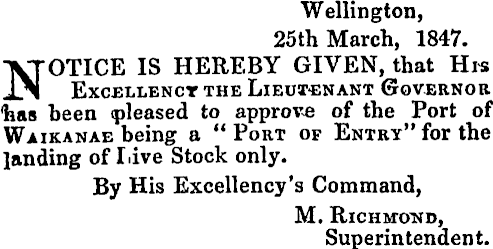 Wellington,
25th March, 1847.
NOTICE IS HEREBY GIVEN, that His
Excellency the Lieutenant Governor
has been pleased to approve of the Port of
Waikanae being a "Port of Entry" for the
landing of Live Stock only.
By His Excellency's Command,
M. Richmond,
Superintendent.